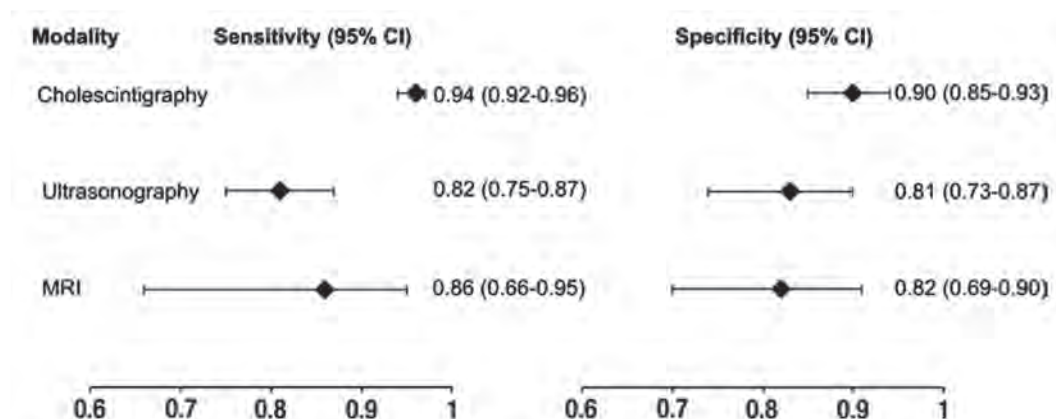 Modality Sensitivity (95% CI) Specificity (95% CI)
Cholescintigraphy 0.94 (0.92-0.96) 0.90 (0.85-0.93)
Ultrasonography 0.82 (0.75-0.87) 0.81 (0.73-0.87)
MRI 0.86 (0.66-0.95) 0.82 (0.69-0.90)
0.6 0.7 0.8 0.9 1 0.6 0.7 0.8 0.9 1